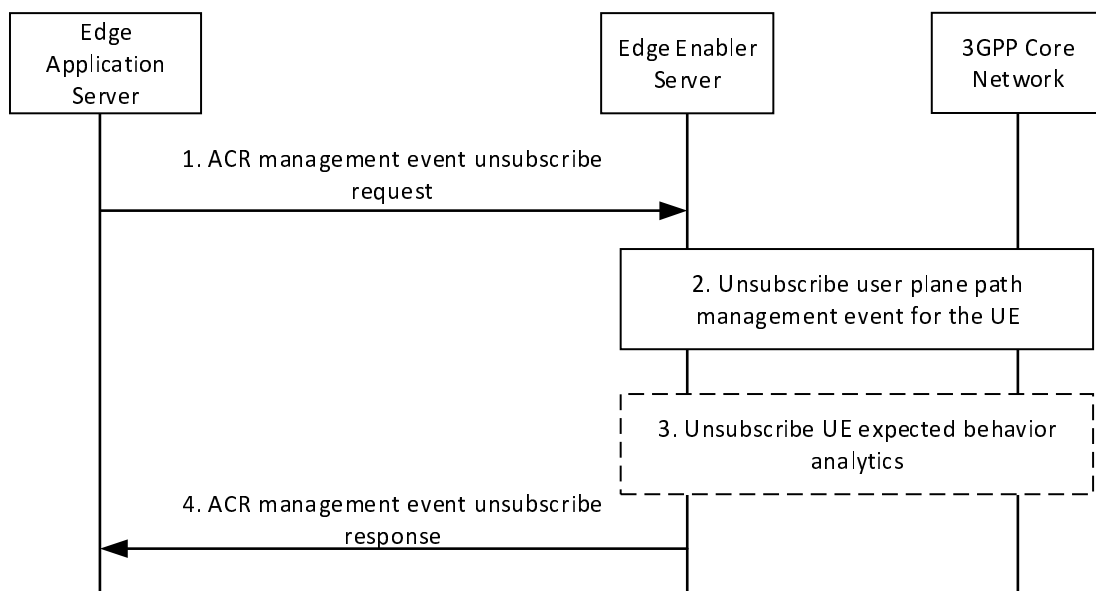 Edge
Application
Server
Edge Enabler
Server
3GPP Core
Network
1. ACR management event unsubscribe
request
2. Unsubscribe user plane path
management event for the UE
3. Unsubscribe UE expected behavior
analytics
4. ACR management event unsubscribe
response